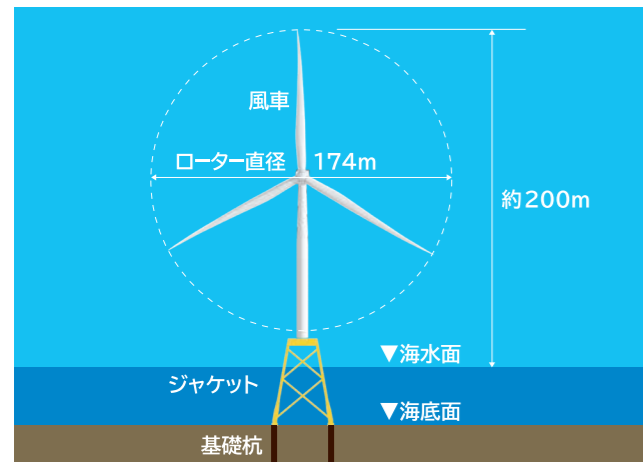 風車
ローター直径 174m
約200m
▼海水面
ジャケット
▼海底面
基礎杭